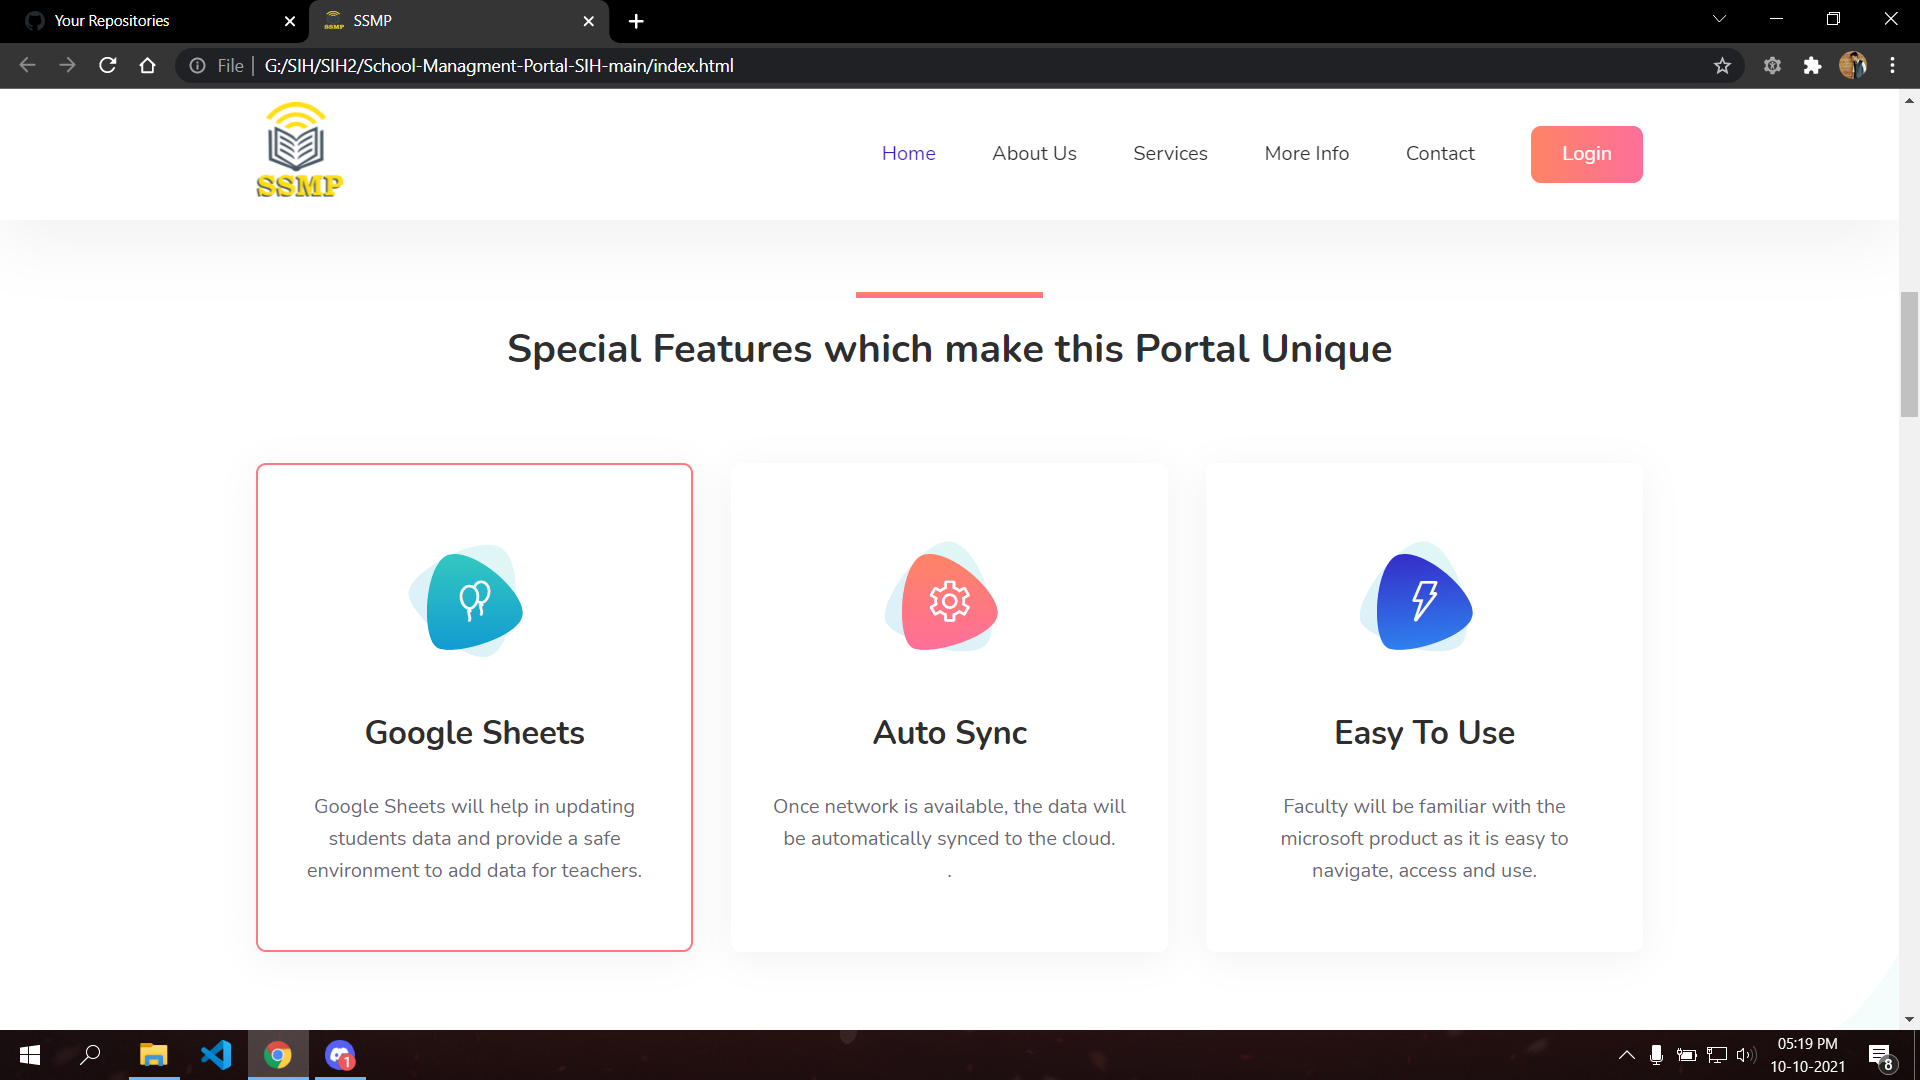 Your Repositories
SSMP
File
G:/SIH/SIH2/School-Managment-Portal-SIH-main/index.html
SSMP
Home
About Us
Services
More Info
Contact
Login
Special Features which make this Portal Unique
Google Sheets
Google Sheets will help in updating
students data and provide a safe
environment to add data for teachers.
Auto Sync
Once network is available, the data will
be automatically synced to the cloud.
.
Easy To Use
Faculty will be familiar with the
microsoft product as it is easy to
navigate, access and use.
1
05:19 PM
10-10-2021
8